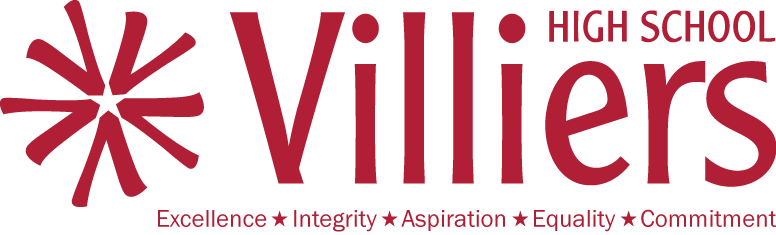 HIGH SCHOOL
Villiers
Excellence ★ Integrity ★ Aspiration ★ Equality ★ Commitment